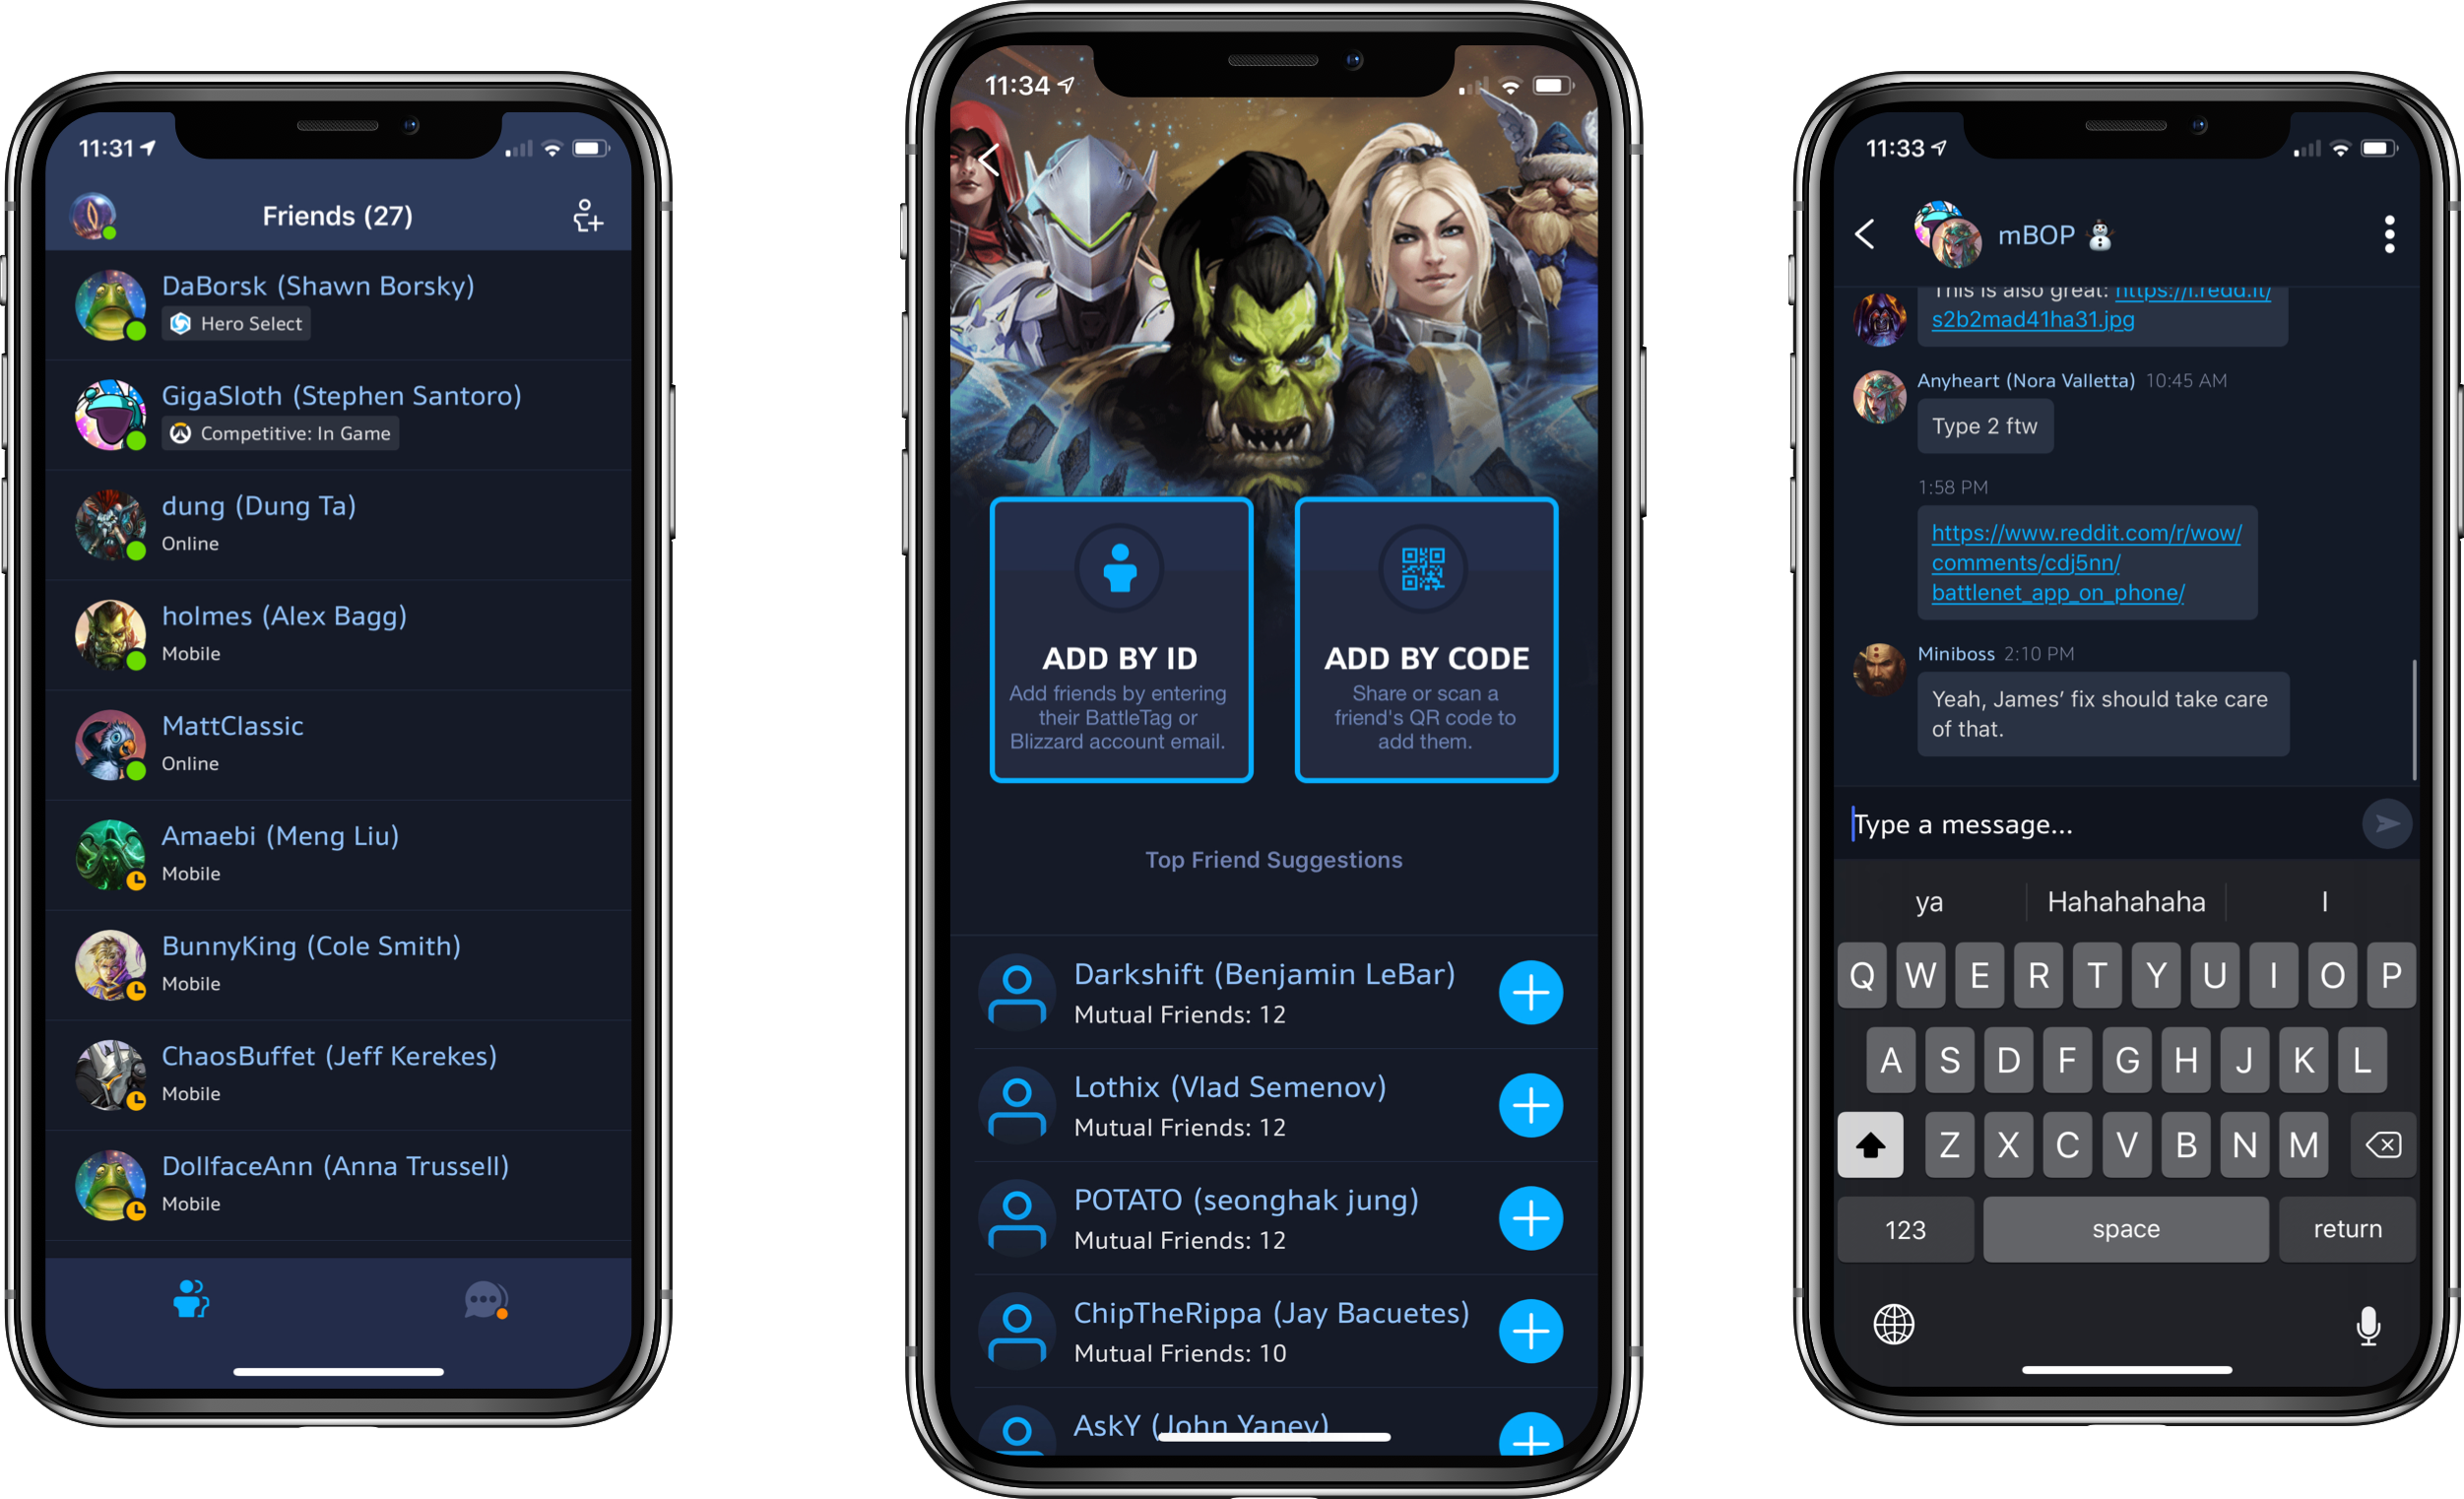 11:31
Friends (27)
DaBorsk (Shawn Borsky)
Hero Select
GigaSloth (Stephen Santoro)
Competitive: In Game
dung (Dung Ta)
Online
holmes (Alex Bagg)
Mobile
MattClassic
Online
Amaebi (Meng Liu)
Mobile
BunnyKing (Cole Smith)
Mobile
ChaosBuffet (Jeff Kerekes)
Mobile
DollfaceAnn (Anna Trussell)
Mobile
11:34
ADD BY ID
Add friends by entering
their BattleTag or
Blizzard account email.
ADD BY CODE
Share or scan a
friend's QR code to
add them.
Top Friend Suggestions
Darkshift (Benjamin LeBar)
Mutual Friends: 12
Lothix (Vlad Semenov)
Mutual Friends: 12
POTATO (seonghak jung)
Mutual Friends: 12
ChipTheRippa (Jay Bacuetes)
Mutual Friends: 10
AskY (John Yanev)
11:33
mBOP ⛄
This is also great: https://i.redd.it/
s2b2mad41ha31.jpg
Anyheart (Nora Valletta) 10:45 AM
Type 2 ftw
1:58 PM
https://www.reddit.com/r/wow/
comments/cdj5nn/
battlenet_app_on_phone/
Miniboss 2:10 PM
Yeah, James’ fix should take care
of that.
Type a message...
ya Hahahahaha I
Q W E R T Y U I O P
A S D F G H J K L
Z X C V B N M
123 space return